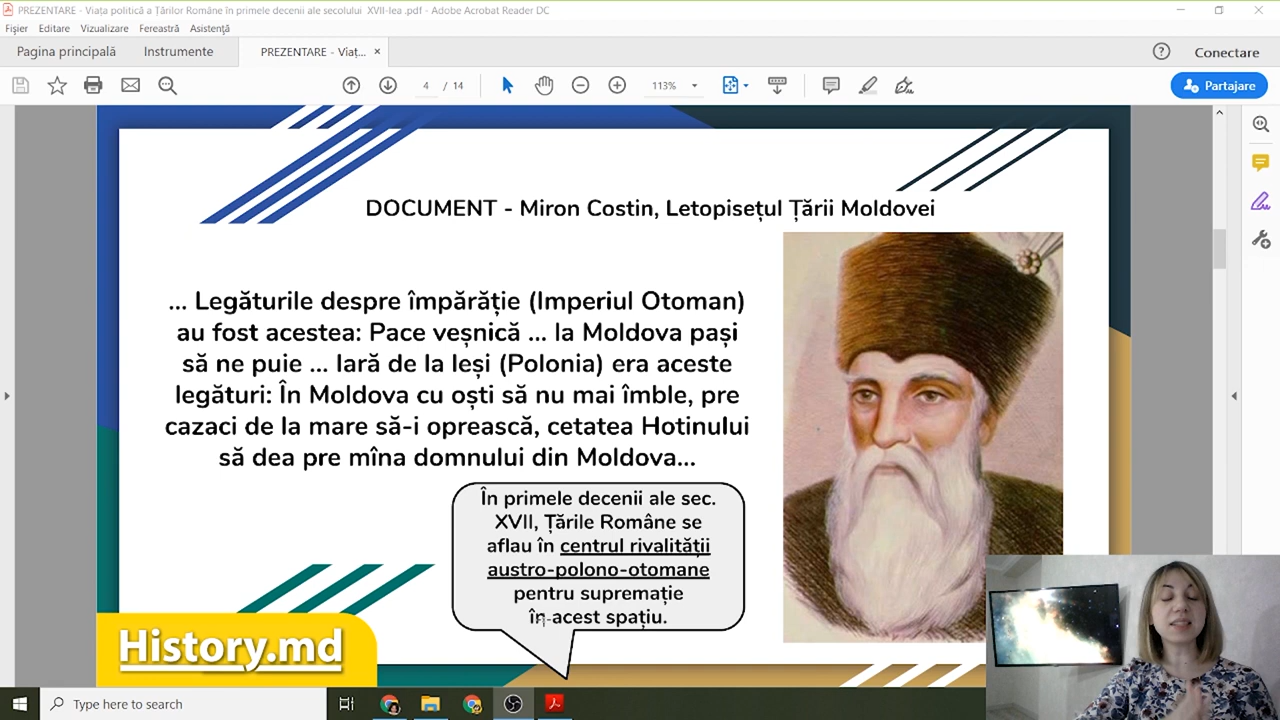 PREZENTARE - Viața politică a Țărilor Române în primele decenii ale secolului XVII-lea .pdf - Adobe Acrobat Reader DC
Fișier Editare Vizualizare Fereastră Asistență
Pagina principală Instrumente PREZENTARE - Viaț... × Conectare
4 / 14 113% Partajare
DOCUMENT - Miron Costin, Letopisețul Țării Moldovei
... Legăturile despre împărăție (Imperiul Otoman)
au fost acestea: Pace veșnică ... la Moldova pași
să ne puie ... Iară de la leși (Polonia) era aceste
legături: În Moldova cu oști să nu mai îmble, pre
cazaci de la mare să-i oprească, cetatea Hotinului
să dea pre mîna domnului din Moldova...
În primele decenii ale sec.
XVII, Țările Române se
aflau în centrul rivalității
austro-polono-otomane
pentru supremație
în acest spațiu.
History.md
Type here to search